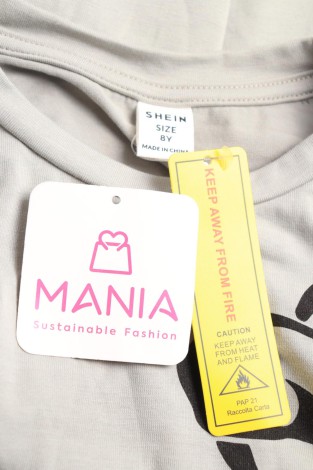 SHEIN
SIZE
8Y
MADE IN CHINA
MANIA
Sustainable Fashion
KEEP AWAY FROM FIRE
CAUTION
KEEP AWAY
FROM HEAT
AND FLAME
PAP 21
Raccolta Carta